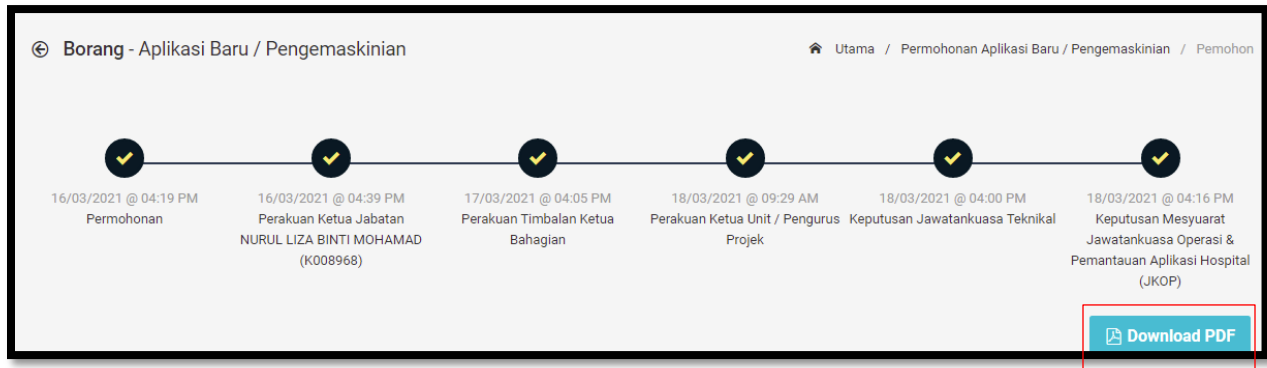 Borang - Aplikasi Baru / Pengemaskinian
Utama / Permohonan Aplikasi Baru / Pengemaskinian / Pemohon
16/03/2021 @ 04:19 PM
Permohonan
16/03/2021 @ 04:39 PM
Perakuan Ketua Jabatan
NURUL LIZA BINTI MOHAMAD
(K008968)
17/03/2021 @ 04:05 PM
Perakuan Timbalan Ketua
Bahagian
18/03/2021 @ 09:29 AM
Perakuan Ketua Unit / Pengurus
Projek
18/03/2021 @ 04:00 PM
Keputusan Jawatankuasa Teknikal
18/03/2021 @ 04:16 PM
Keputusan Mesyuarat
Jawatankuasa Operasi &
Pemantauan Aplikasi Hospital
(JKOP)
Download PDF